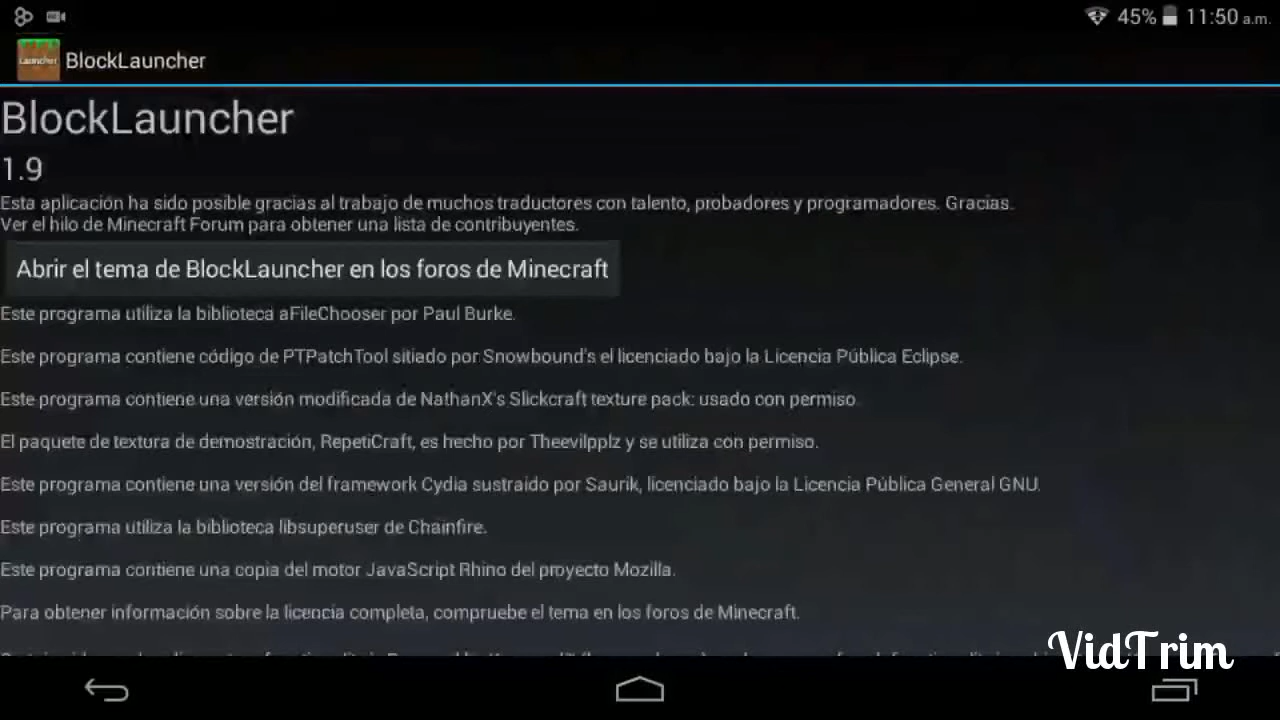 45% 11:50 a.m.
Launcher BlockLauncher
BlockLauncher
1.9
Esta aplicación ha sido posible gracias al trabajo de muchos traductores con talento, probadores y programadores. Gracias.
Ver el hilo de Minecraft Forum para obtener una lista de contribuyentes.
Abrir el tema de BlockLauncher en los foros de Minecraft
Este programa utiliza la biblioteca aFileChooser por Paul Burke.
Este programa contiene código de PTPatchTool sitiado por Snowbound's el licenciado bajo la Licencia Pública Eclipse.
Este programa contiene una versión modificada de NathanX's Slickcraft texture pack: usado con permiso.
El paquete de textura de demostración, RepetiCraft, es hecho por Theevilpplz y se utiliza con permiso.
Este programa contiene una versión del framework Cydia sustraido por Saurik, licenciado bajo la Licencia Pública General GNU.
Este programa utiliza la biblioteca libsuperuser de Chainfire.
Este programa contiene una copia del motor JavaScript Rhino del proyecto Mozilla.
Para obtener información sobre la licencia completa, compruebe el tema en los foros de Minecraft.
VidTrim